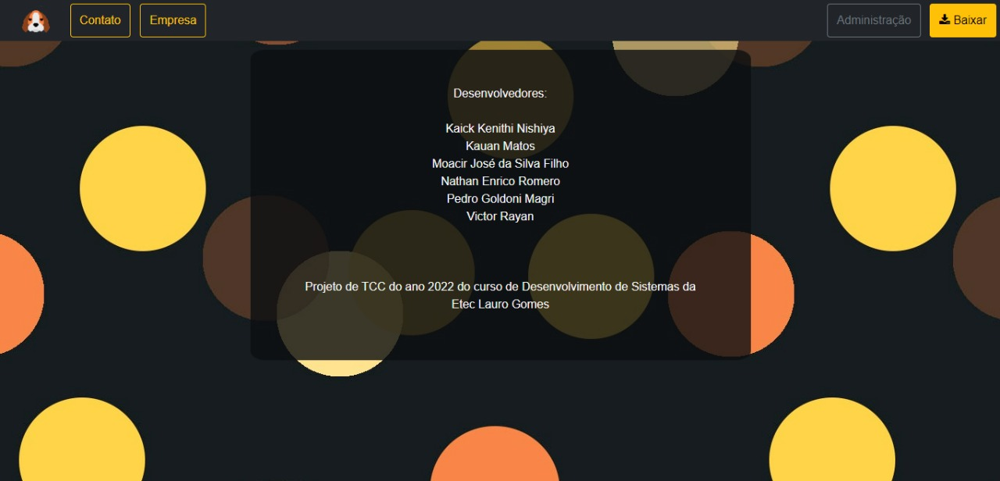 Contato
Empresa
Administração
Baixar
Desenvolvedores:
Kaick Kenithi Nishiya
Kauan Matos
Moacir José da Silva Filho
Nathan Enrico Romero
Pedro Goldoni Magri
Victor Rayan
Projeto de TCC do ano 2022 do curso de Desenvolvimento de Sistemas da
Etec Lauro Gomes